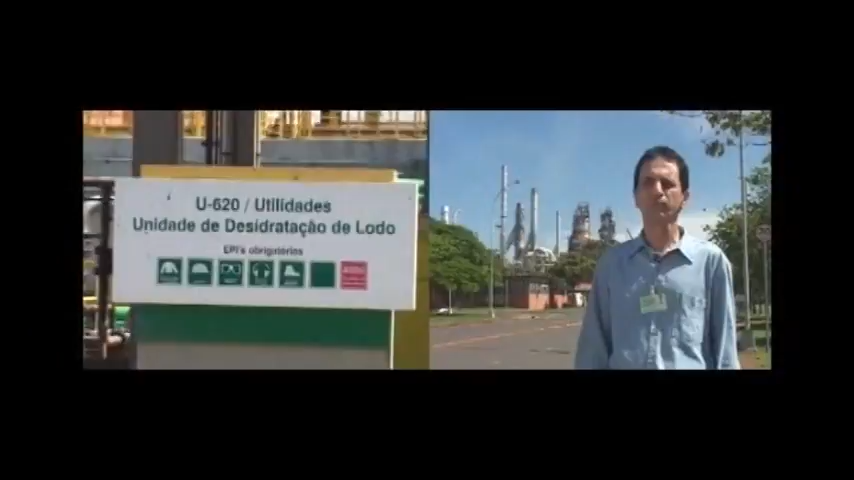 U-620 / Utilidades
Unidade de Desidratação de Lodo
EPI's obrigatórios